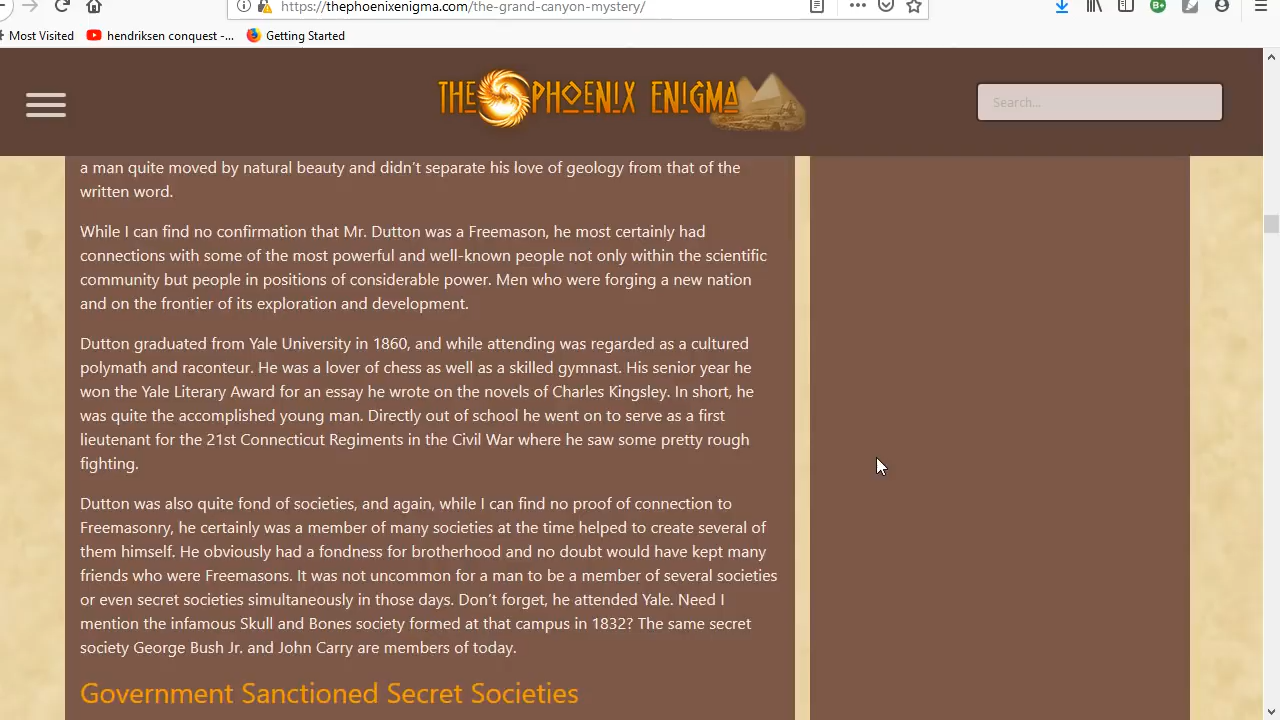 https://thephoenixenigma.com/the-grand-canyon-mystery/
Most Visited hendriksen conquest -... Getting Started
THE PHOENIX ENIGMA
Search...
a man quite moved by natural beauty and didn't separate his love of geology from that of the
written word.
While I can find no confirmation that Mr. Dutton was a Freemason, he most certainly had
connections with some of the most powerful and well-known people not only within the scientific
community but people in positions of considerable power. Men who were forging a new nation
and on the frontier of its exploration and development.
Dutton graduated from Yale University in 1860, and while attending was regarded as a cultured
polymath and raconteur. He was a lover of chess as well as a skilled gymnast. His senior year he
won the Yale Literary Award for an essay he wrote on the novels of Charles Kingsley. In short, he
was quite the accomplished young man. Directly out of school he went on to serve as a first
lieutenant for the 21st Connecticut Regiments in the Civil War where he saw some pretty rough
fighting.
Dutton was also quite fond of societies, and again, while I can find no proof of connection to
Freemasonry, he certainly was a member of many societies at the time helped to create several of
them himself. He obviously had a fondness for brotherhood and no doubt would have kept many
friends who were Freemasons. It was not uncommon for a man to be a member of several societies
or even secret societies simultaneously in those days. Don't forget, he attended Yale. Need I
mention the infamous Skull and Bones society formed at that campus in 1832? The same secret
society George Bush Jr. and John Carry are members of today.
Government Sanctioned Secret Societies